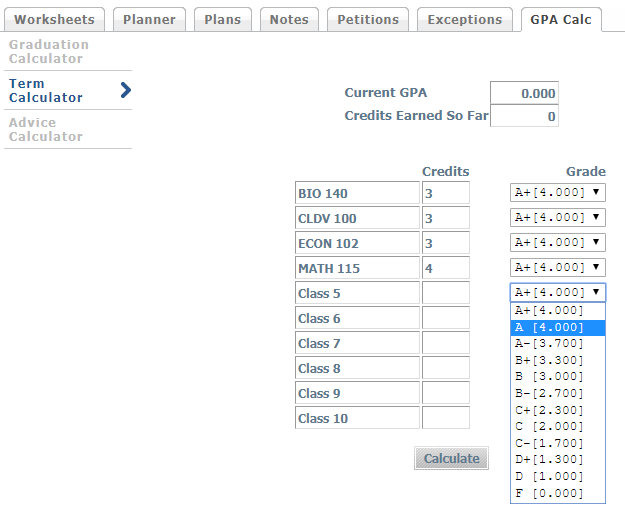 Worksheets Planner Plans Notes Petitions Exceptions GPA Calc
Graduation
Calculator
Term
Calculator
Advice
Calculator
Current GPA 0.000
Credits Earned So Far 0
Credits Grade
BIO 140 3 A+[4.000]
CLDV 100 3 A+[4.000]
ECON 102 3 A+[4.000]
MATH 115 4 A+[4.000]
Class 5 A+[4.000]
Class 6
Class 7
Class 8
Class 9
Class 10
A+[4.000]
A [4.000]
A-[3.700]
B+[3.300]
B [3.000]
B-[2.700]
C+[2.300]
C [2.000]
C-[1.700]
D+[1.300]
D [1.000]
F [0.000]
Calculate